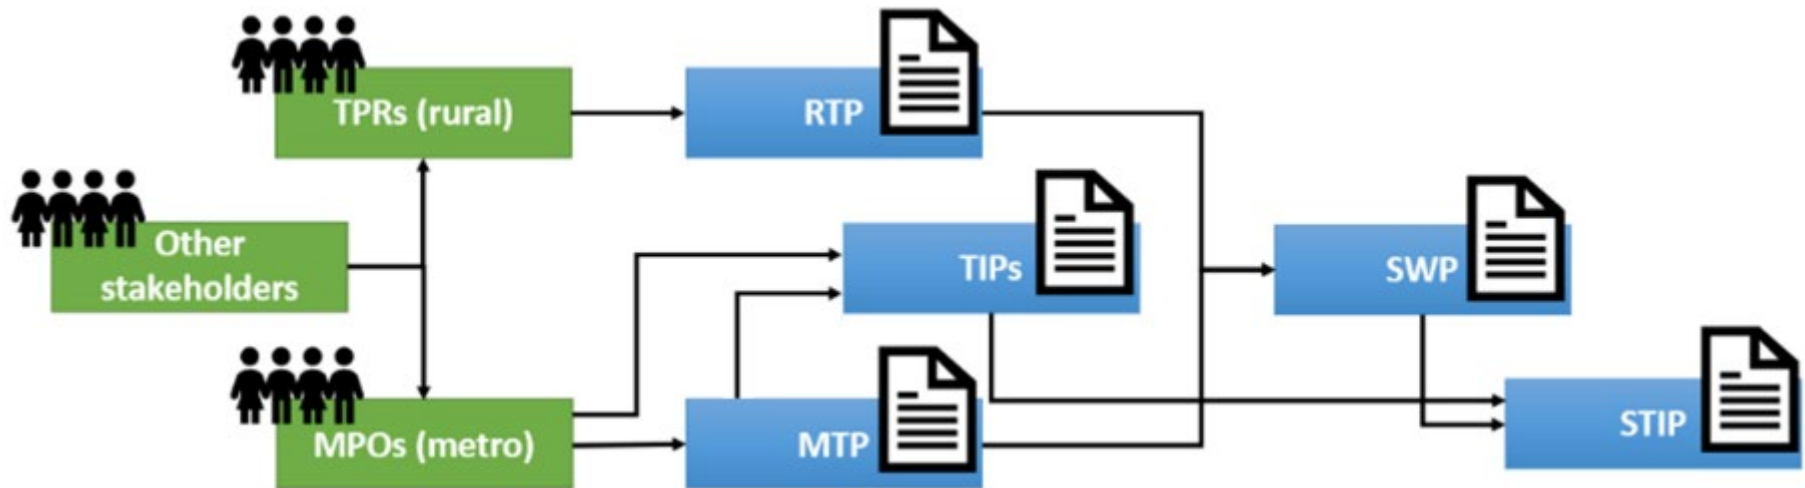 TPRs (rural)
RTP
Other
stakeholders
TIPs
SWP
MPOs (metro)
MTP
STIP